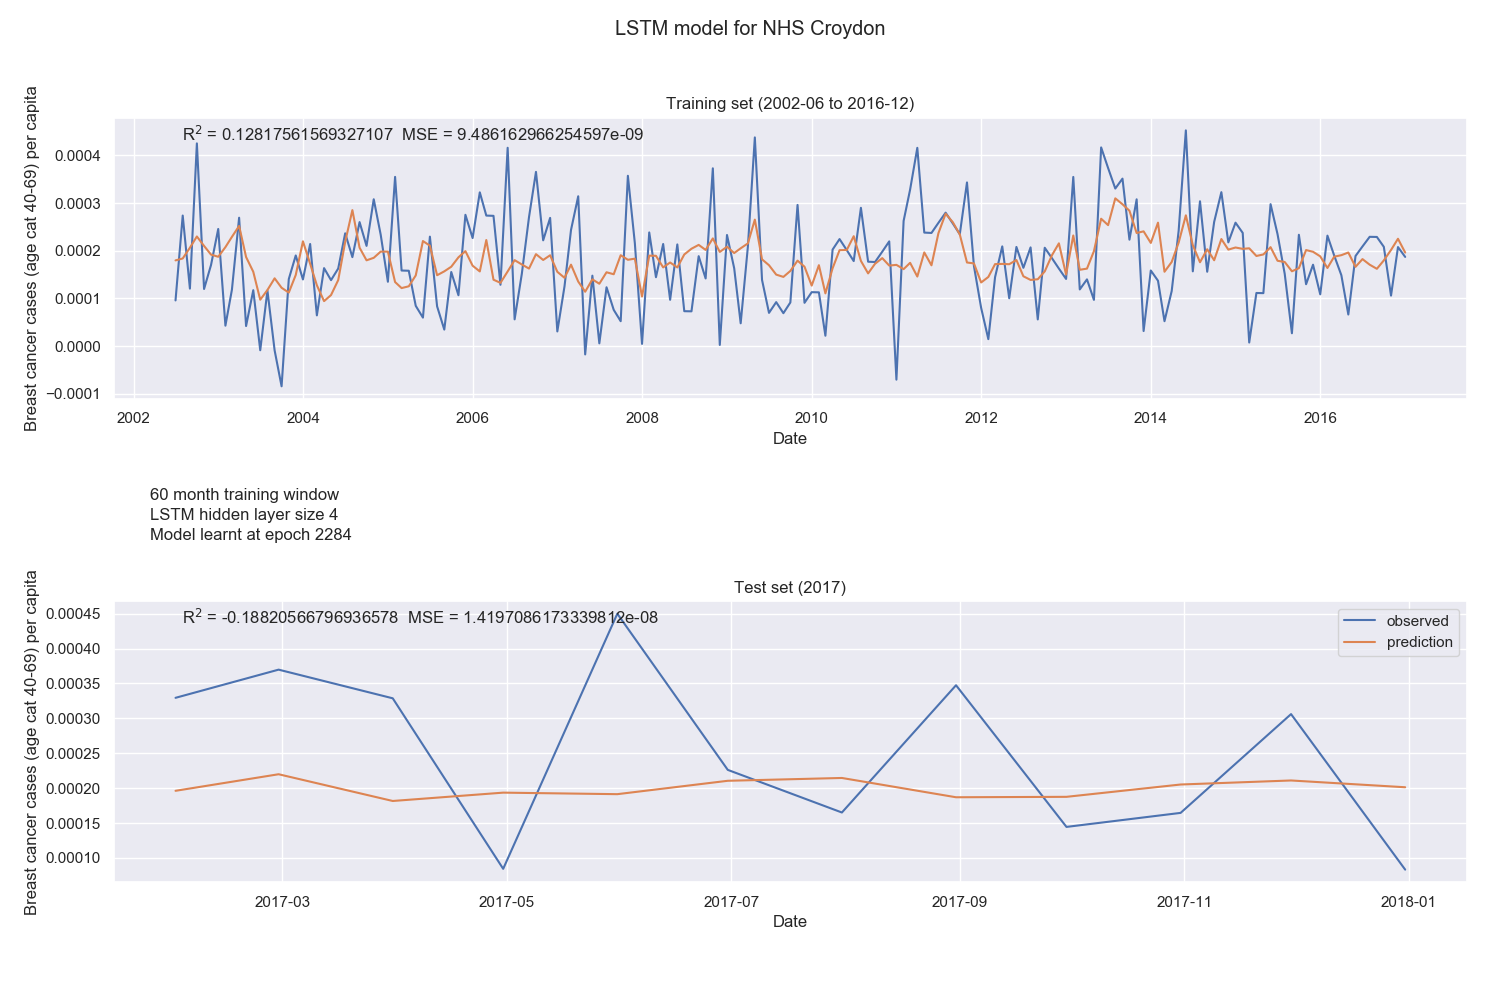 LSTM model for NHS Croydon
Training set (2002-06 to 2016-12)
R² = 0.12817561569327107 MSE = 9.486162966254597e-09
Breast cancer cases (age cat 40-69) per capita
0.0004
0.0003
0.0002
0.0001
0.0000
−0.0001
2002 2004 2006 2008 2010 2012 2014 2016
Date
60 month training window
LSTM hidden layer size 4
Model learnt at epoch 2284
Test set (2017)
R² = -0.18820566796936578 MSE = 1.4197086173339812e-08
observed
prediction
Breast cancer cases (age cat 40-69) per capita
0.00045
0.00040
0.00035
0.00030
0.00025
0.00020
0.00015
0.00010
2017-03 2017-05 2017-07 2017-09 2017-11 2018-01
Date